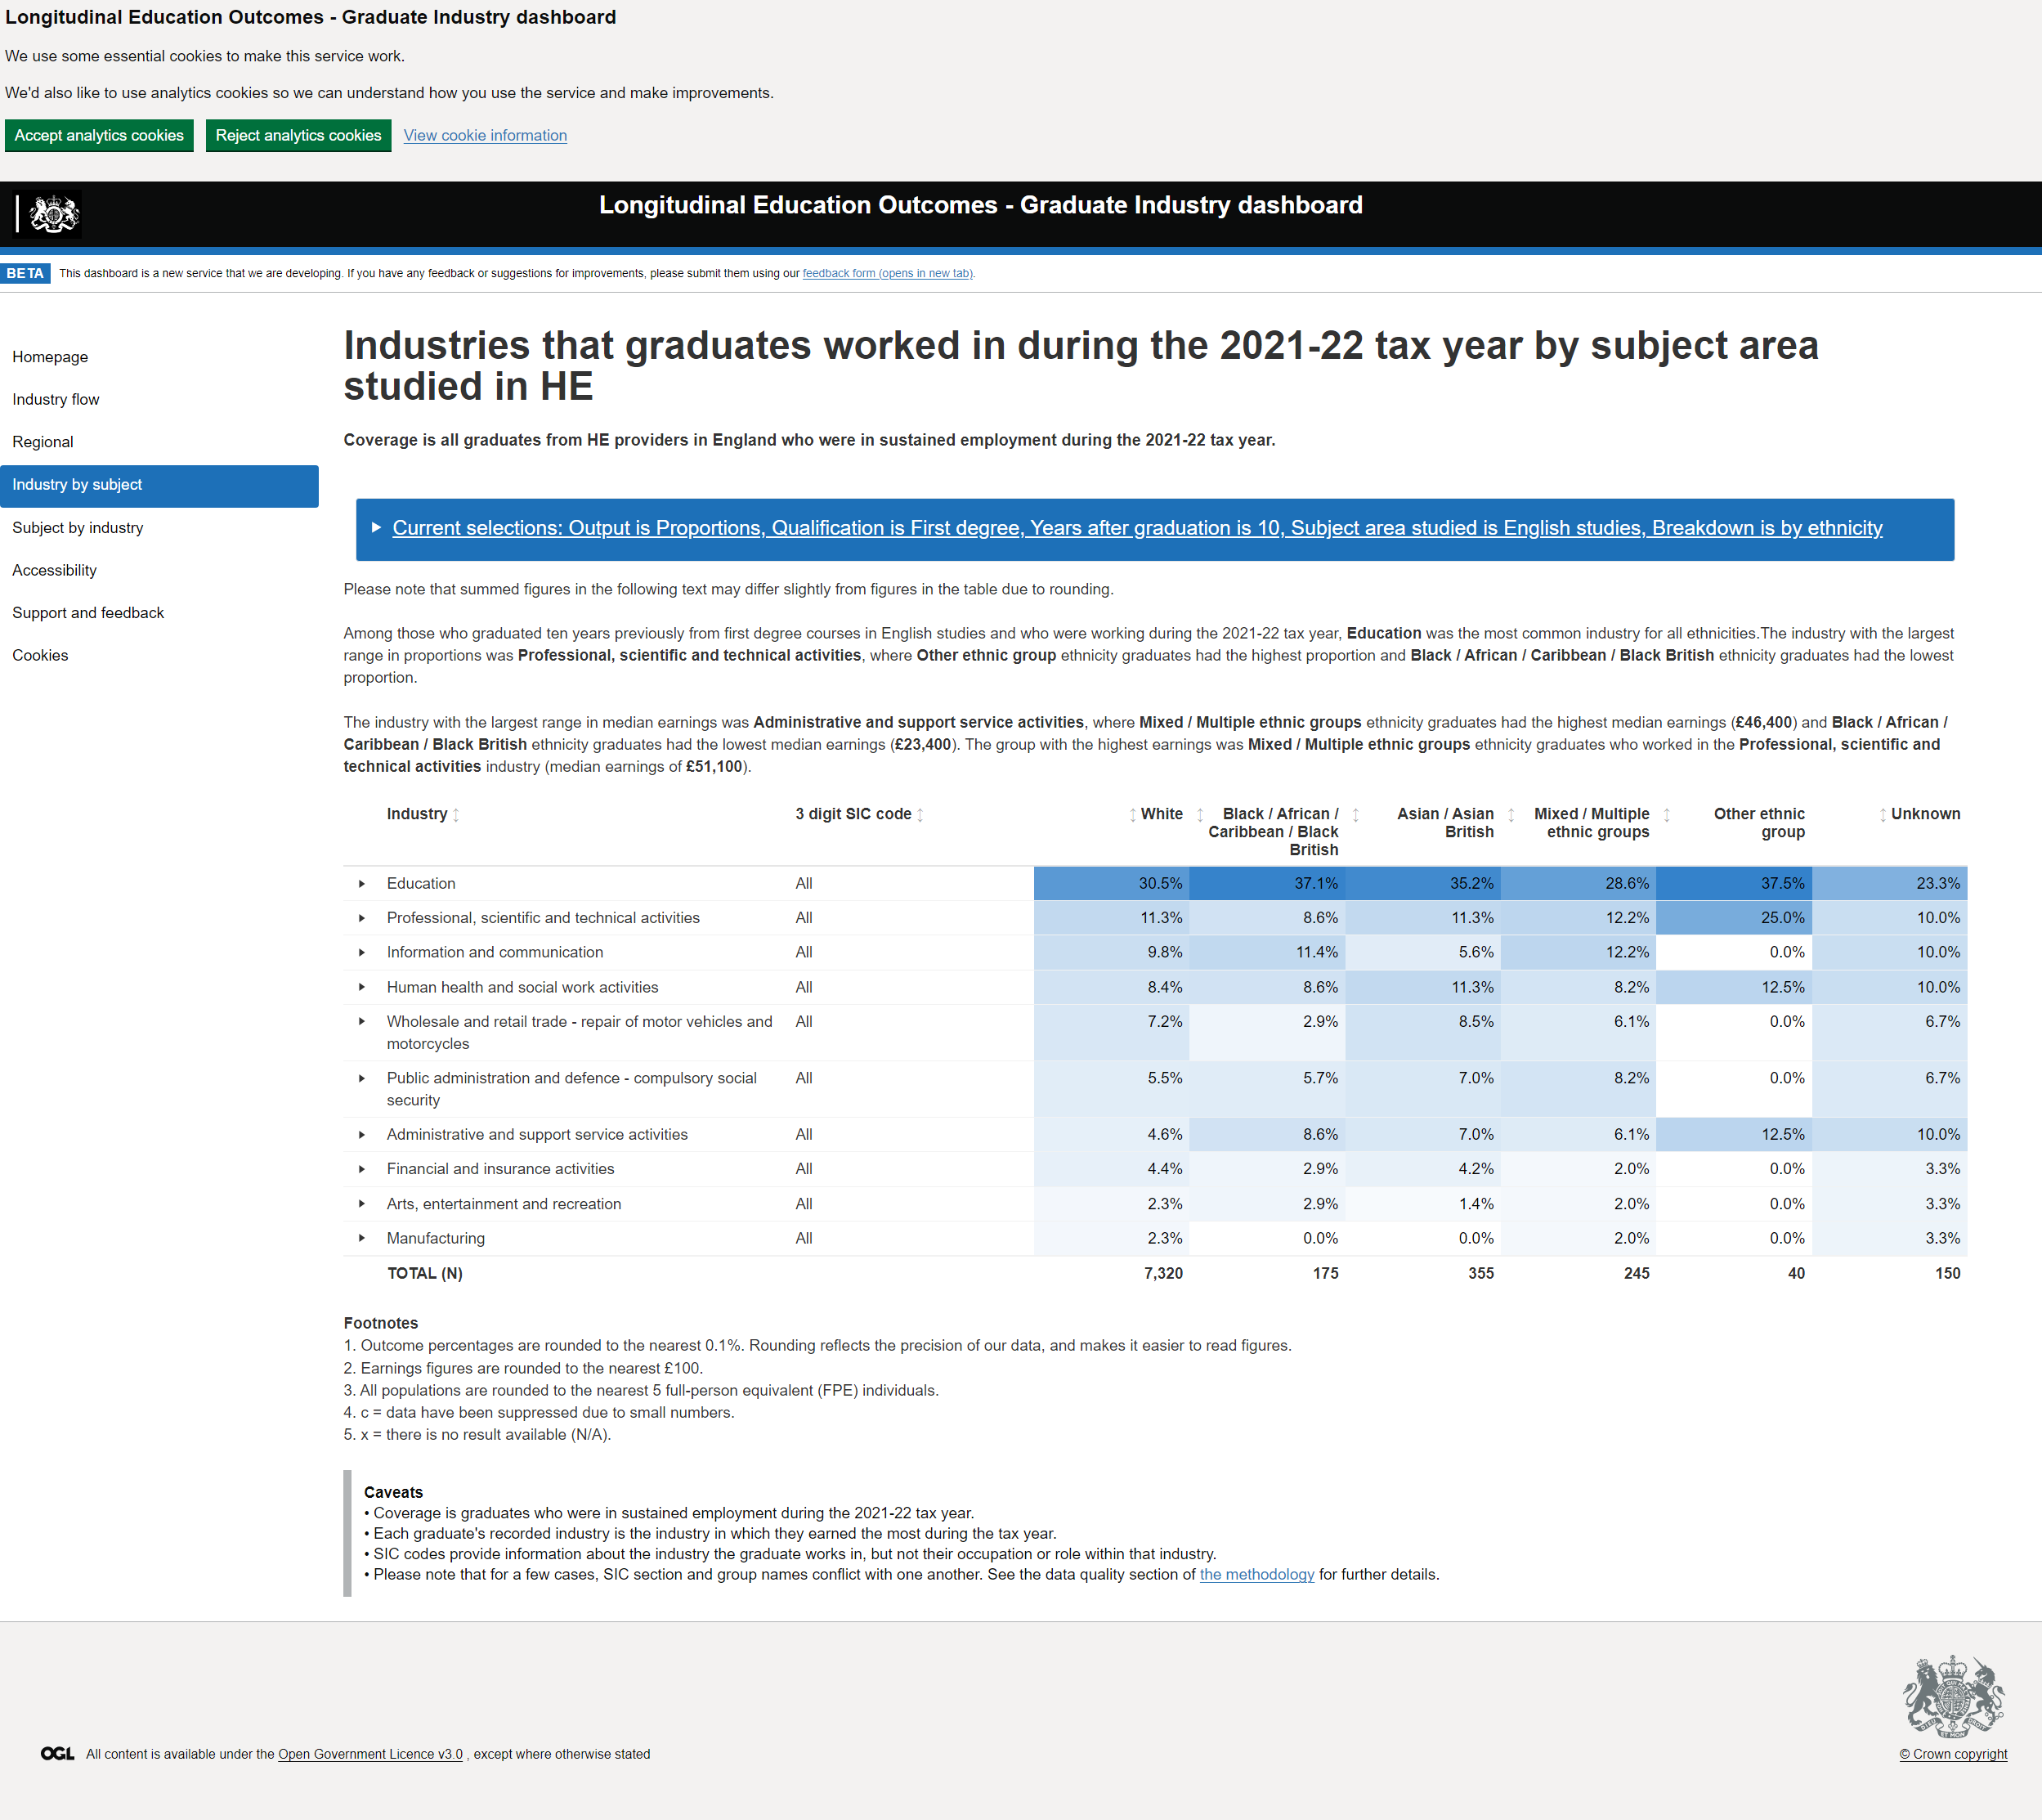 Longitudinal Education Outcomes - Graduate Industry dashboard
We use some essential cookies to make this service work.
We'd also like to use analytics cookies so we can understand how you use the service and make improvements.
Accept analytics cookies Reject analytics cookies View cookie information
Longitudinal Education Outcomes - Graduate Industry dashboard
BETA This dashboard is a new service that we are developing. If you have any feedback or suggestions for improvements, please submit them using our feedback form (opens in new tab).
Homepage
Industry flow
Regional
Industry by subject
Subject by industry
Accessibility
Support and feedback
Cookies
Industries that graduates worked in during the 2021-22 tax year by subject area
studied in HE
Coverage is all graduates from HE providers in England who were in sustained employment during the 2021-22 tax year.
Current selections: Output is Proportions, Qualification is First degree, Years after graduation is 10, Subject area studied is English studies, Breakdown is by ethnicity
Please note that summed figures in the following text may differ slightly from figures in the table due to rounding.
Among those who graduated ten years previously from first degree courses in English studies and who were working during the 2021-22 tax year, Education was the most common industry for all ethnicities.The industry with the largest
range in proportions was Professional, scientific and technical activities, where Other ethnic group ethnicity graduates had the highest proportion and Black / African / Caribbean / Black British ethnicity graduates had the lowest
proportion.
The industry with the largest range in median earnings was Administrative and support service activities, where Mixed / Multiple ethnic groups ethnicity graduates had the highest median earnings (£46,400) and Black / African /
Caribbean / Black British ethnicity graduates had the lowest median earnings (£23,400). The group with the highest earnings was Mixed / Multiple ethnic groups ethnicity graduates who worked in the Professional, scientific and
technical activities industry (median earnings of £51,100).
Industry 3 digit SIC code White Black / African / Asian / Asian Mixed / Multiple Other ethnic Unknown
Caribbean / Black British ethnic groups group
British
Education All 30.5% 37.1% 35.2% 28.6% 37.5% 23.3%
Professional, scientific and technical activities All 11.3% 8.6% 11.3% 12.2% 25.0% 10.0%
Information and communication All 9.8% 11.4% 5.6% 12.2% 0.0% 10.0%
Human health and social work activities All 8.4% 8.6% 11.3% 8.2% 12.5% 10.0%
Wholesale and retail trade - repair of motor vehicles and All 7.2% 2.9% 8.5% 6.1% 0.0% 6.7%
motorcycles
Public administration and defence - compulsory social All 5.5% 5.7% 7.0% 8.2% 0.0% 6.7%
security
Administrative and support service activities All 4.6% 8.6% 7.0% 6.1% 12.5% 10.0%
Financial and insurance activities All 4.4% 2.9% 4.2% 2.0% 0.0% 3.3%
Arts, entertainment and recreation All 2.3% 2.9% 1.4% 2.0% 0.0% 3.3%
Manufacturing All 2.3% 0.0% 0.0% 2.0% 0.0% 3.3%
TOTAL (N) 7,320 175 355 245 40 150
Footnotes
1. Outcome percentages are rounded to the nearest 0.1%. Rounding reflects the precision of our data, and makes it easier to read figures.
2. Earnings figures are rounded to the nearest £100.
3. All populations are rounded to the nearest 5 full-person equivalent (FPE) individuals.
4. c = data have been suppressed due to small numbers.
5. x = there is no result available (N/A).
Caveats
• Coverage is graduates who were in sustained employment during the 2021-22 tax year.
• Each graduate's recorded industry is the industry in which they earned the most during the tax year.
• SIC codes provide information about the industry the graduate works in, but not their occupation or role within that industry.
• Please note that for a few cases, SIC section and group names conflict with one another. See the data quality section of the methodology for further details.
OGL All content is available under the Open Government Licence v3.0 , except where otherwise stated
© Crown copyright